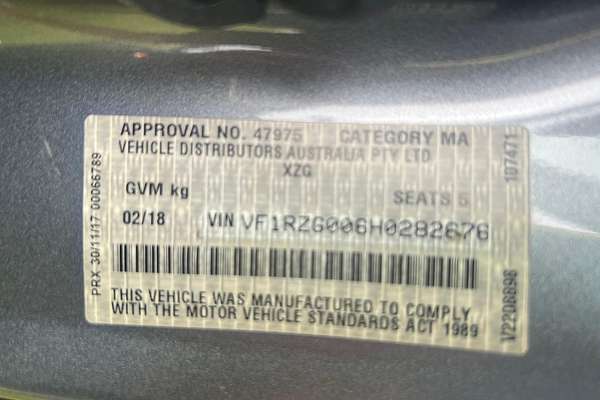 APPROVAL NO. 47975 CATEGORY MA
VEHICLE DISTRIBUTORS AUSTRALIA PTY LTD
XZG
GVM kg SEATS 5
02/18 VIN VF1RZG006H0282676
THIS VEHICLE WAS MANUFACTURED TO COMPLY
WITH THE MOTOR VEHICLE STANDARDS ACT 1989
PRX 30/11/17 00066789
107471
V2206898